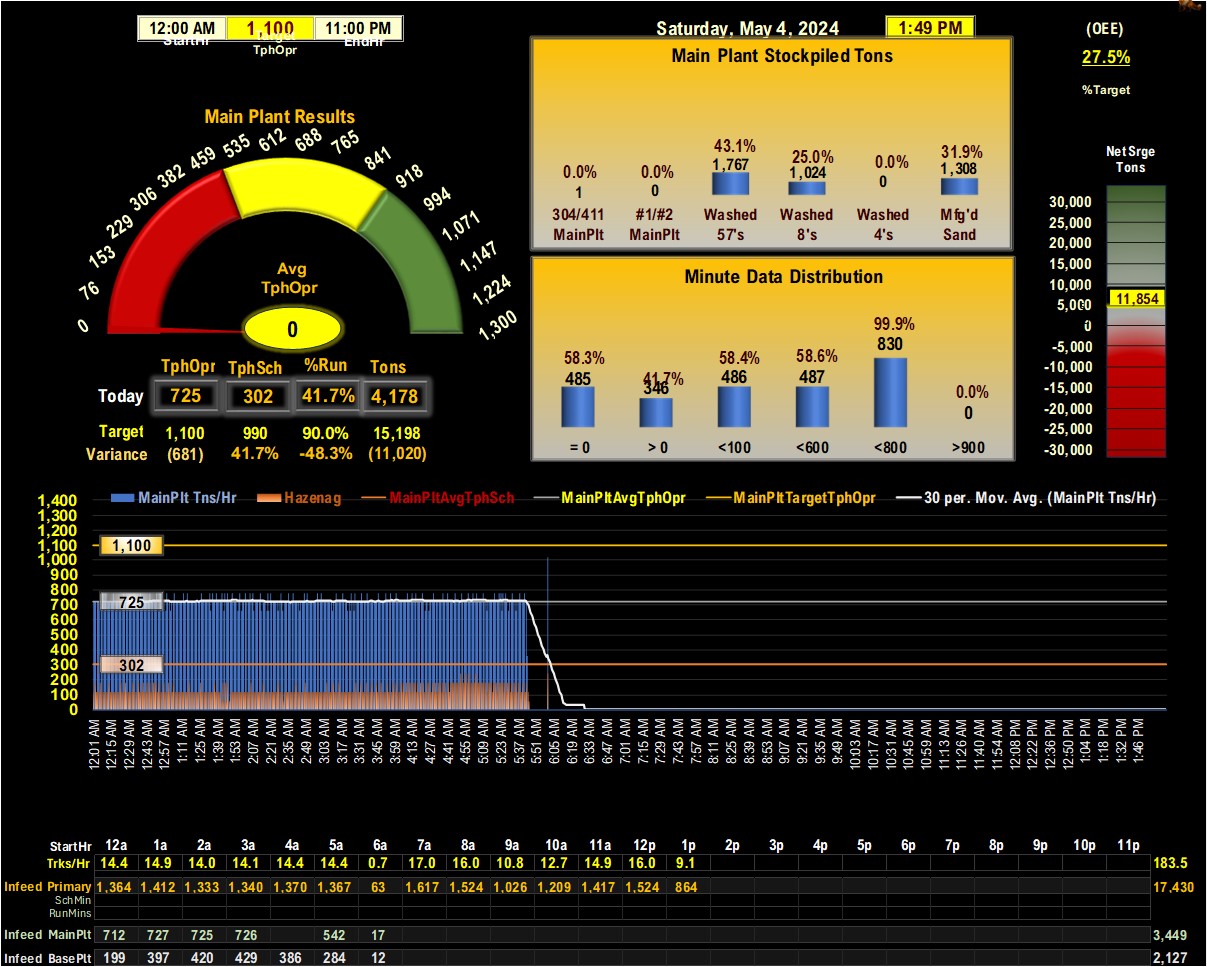 12:00 AM 1,100 11:00 PM
StartHr Target EndHr
TphOpr
Saturday, May 4, 2024 1:49 PM
(OEE)
27.5%
%Target
Main Plant Results
0 76 153 229 306 382 459 535 612 688 765 841 918 994 1,071 1,147 1,224 1,300
Avg
TphOpr
0
TphOpr TphSch %Run Tons
Today 725 302 41.7% 4,178
Target 1,100 990 90.0% 15,198
Variance (681) 41.7% -48.3% (11,020)
Main Plant Stockpiled Tons
0.0% 0.0% 43.1% 25.0% 0.0% 31.9%
1 0 1,767 1,024 0 1,308
304/411 #1/#2 Washed Washed Washed Mfg'd
MainPlt MainPlt 57's 8's 4's Sand
Minute Data Distribution
58.3% 41.7% 58.4% 58.6% 99.9% 0.0%
485 346 486 487 830 0
= 0 > 0 <100 <600 <800 >900
Net Srge
Tons
30,000
25,000
20,000
15,000
10,000
5,000
0
-5,000
-10,000
-15,000
-20,000
-25,000
-30,000
11,854
MainPlt Tns/Hr Hazenag MainPltAvgTphSch MainPltAvgTphOpr MainPltTargetTphOpr 30 per. Mov. Avg. (MainPlt Tns/Hr)
1,400
1,300
1,200
1,100
1,000
900
800
700
600
500
400
300
200
100
0
1,100
725
302
12:01 AM 12:15 AM 12:29 AM 12:43 AM 12:57 AM 1:11 AM 1:25 AM 1:39 AM 1:53 AM 2:07 AM 2:21 AM 2:35 AM 2:49 AM 3:03 AM 3:17 AM 3:31 AM 3:45 AM 3:59 AM 4:13 AM 4:27 AM 4:41 AM 4:55 AM 5:09 AM 5:23 AM 5:37 AM 5:51 AM 6:05 AM 6:19 AM 6:33 AM 6:47 AM 7:01 AM 7:15 AM 7:29 AM 7:43 AM 7:57 AM 8:11 AM 8:25 AM 8:39 AM 8:53 AM 9:07 AM 9:21 AM 9:35 AM 9:49 AM 10:03 AM 10:17 AM 10:31 AM 10:45 AM 10:59 AM 11:13 AM 11:26 AM 11:40 AM 11:54 AM 12:08 PM 12:22 PM 12:36 PM 12:50 PM 1:04 PM 1:18 PM 1:32 PM 1:46 PM
StartHr 12a 1a 2a 3a 4a 5a 6a 7a 8a 9a 10a 11a 12p 1p 2p 3p 4p 5p 6p 7p 8p 9p 10p 11p
Trks/Hr 14.4 14.9 14.0 14.1 14.4 14.4 0.7 17.0 16.0 10.8 12.7 14.9 16.0 9.1 183.5
Infeed Primary 1,364 1,412 1,333 1,340 1,370 1,367 63 1,617 1,524 1,026 1,209 1,417 1,524 864 17,430
SchMin
RunMins
Infeed MainPlt 712 727 725 726 542 17 3,449
Infeed BasePlt 199 397 420 429 386 284 12 2,127